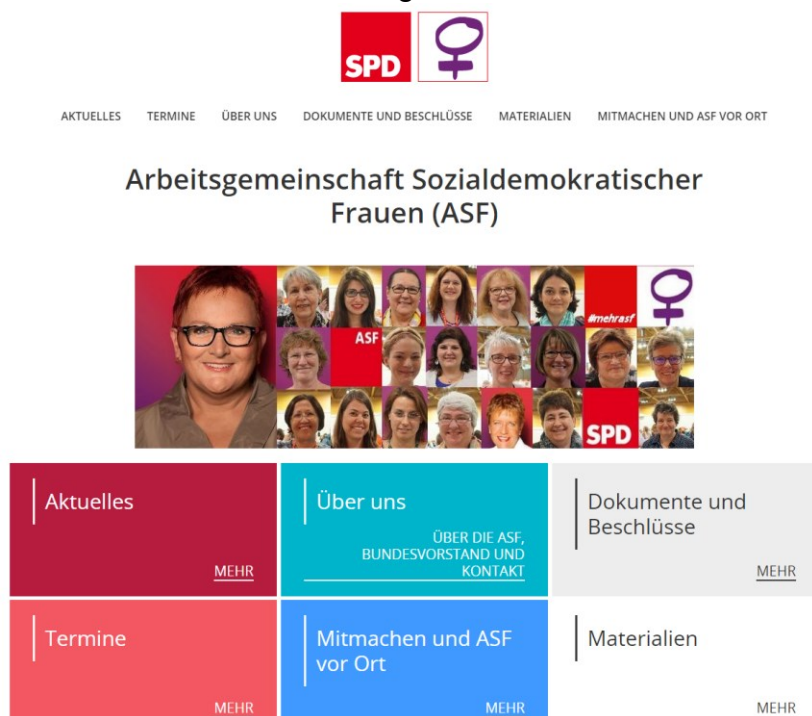 SPD
AKTUELLES TERMINE ÜBER UNS DOKUMENTE UND BESCHLÜSSE MATERIALIEN MITMACHEN UND ASF VOR ORT
Arbeitsgemeinschaft Sozialdemokratischer
Frauen (ASF)
#mehrasf
ASF
SPD
Aktuelles
MEHR
Über uns
ÜBER DIE ASF,
BUNDESVORSTAND UND
KONTAKT
Dokumente und
Beschlüsse
MEHR
Termine
MEHR
Mitmachen und ASF
vor Ort
MEHR
Materialien
MEHR